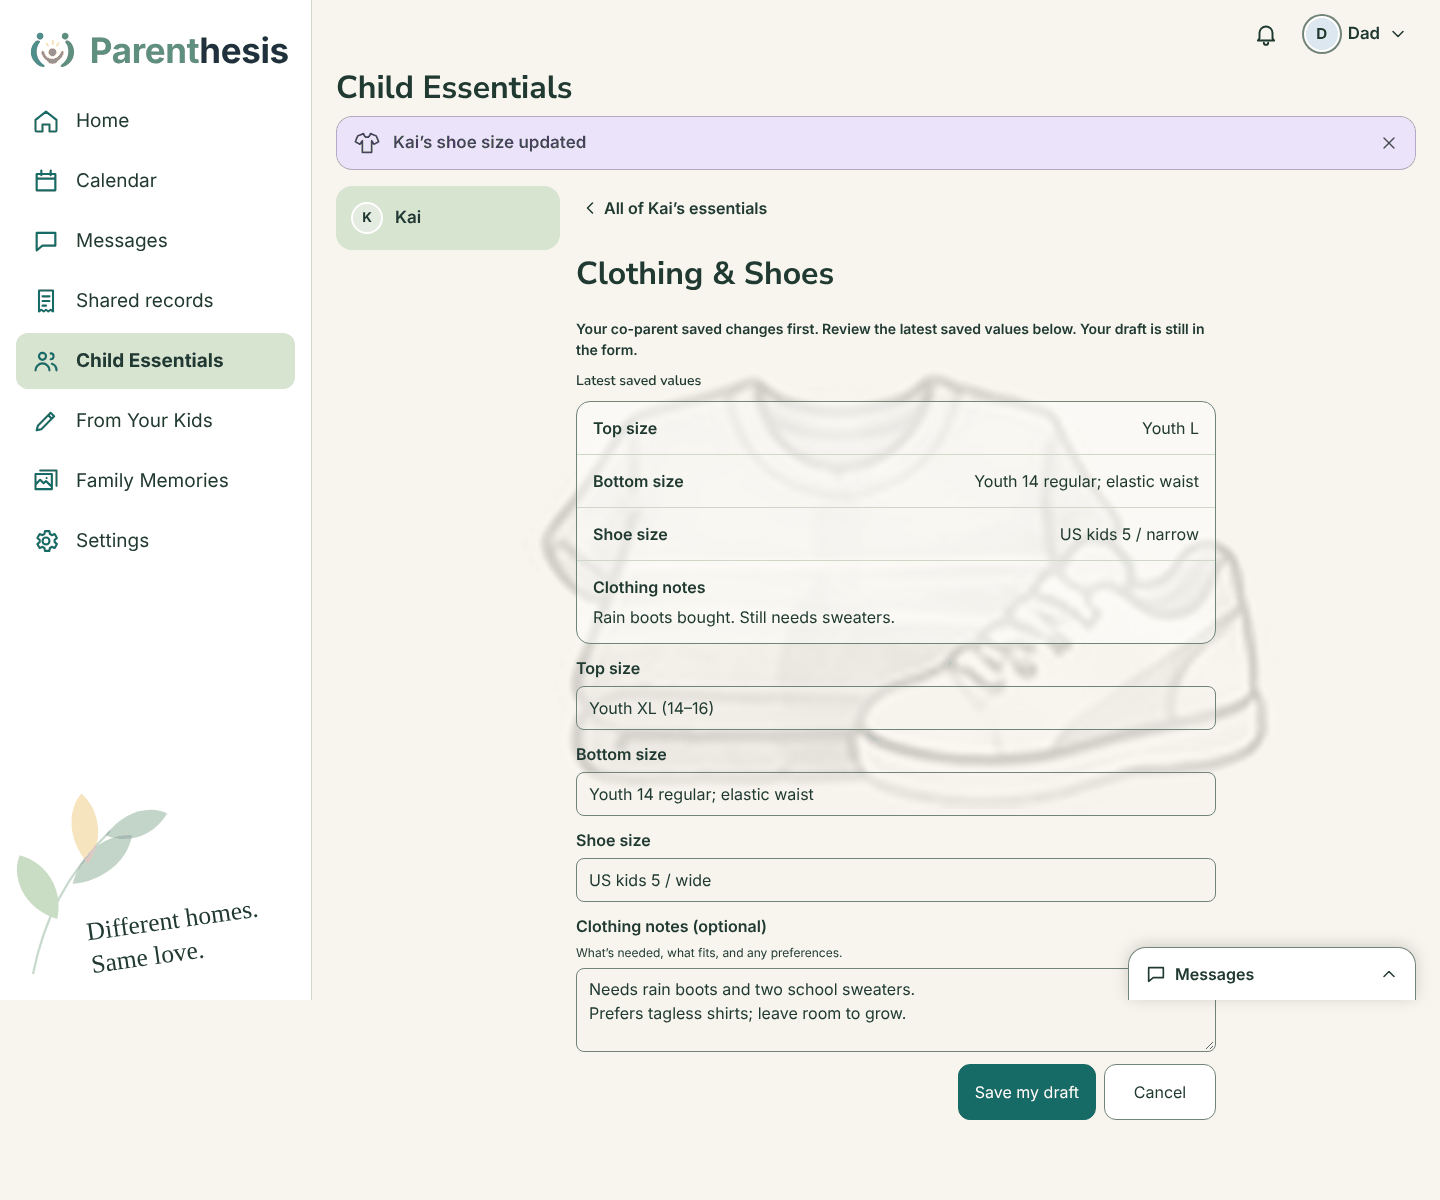 Parenthesis
Home
Calendar
Messages
Shared records
Child Essentials
From Your Kids
Family Memories
Settings
Different homes.
Same love.
D
Dad
Child Essentials
Kai’s shoe size updated
K
Kai
All of Kai’s essentials
Clothing & Shoes
Your co-parent saved changes first. Review the latest saved values below. Your draft is still in
the form.
Latest saved values
Top size
Youth L
Bottom size
Youth 14 regular; elastic waist
Shoe size
US kids 5 / narrow
Clothing notes
Rain boots bought. Still needs sweaters.
Top size
Youth XL (14–16)
Bottom size
Youth 14 regular; elastic waist
Shoe size
US kids 5 / wide
Clothing notes (optional)
What’s needed, what fits, and any preferences.
Needs rain boots and two school sweaters.
Prefers tagless shirts; leave room to grow.
Messages
Save my draft
Cancel